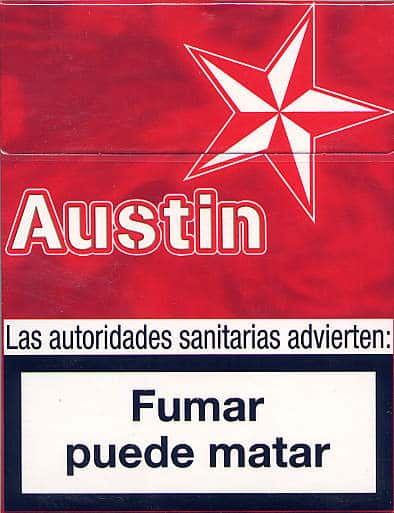 Austin
Las autoridades sanitarias advierten:
Fumar
puede matar